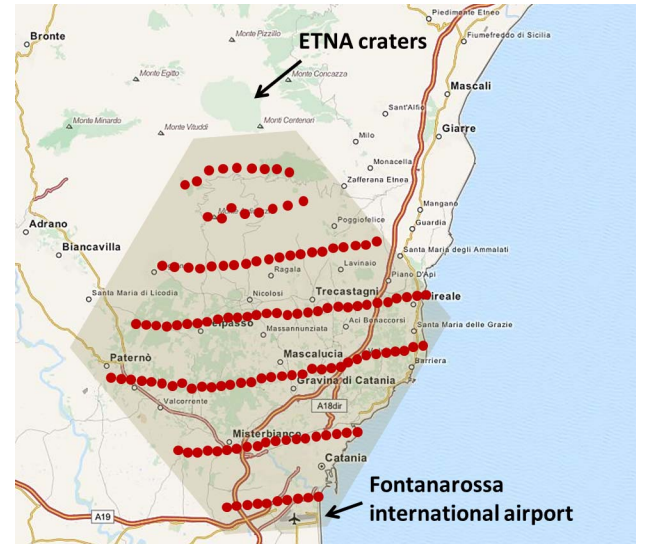 Piedimonte Etneo
Bronte
Monte Pizzillo
Fiumefreddo di Sicilia
ETNA craters
Monte Egitto
Monte Concazza
Mascali
Sant'Alfio
Monte Minardo
Monte Vituddi
Monti Centenari
Giarre
Milo
Monacella
Zafferana Etnea
Mangano
Adrano
Poggiofelice
Guardia
Biancavilla
Santa Maria degli Ammalati
Lavinaio
Ragala
Piano D'Api
Santa Maria di Licodia
Nicolosi
Trecastagni
ireale
Aci Bonaccorsi
Santa Maria delle Grazie
elpasso
Massannunziata
Paternò
Mascalucia
Barriera
Gravina di Catania
Valcorrente
A18dir
Misterbianco
Catania
Fontanarossa
international airport
A19